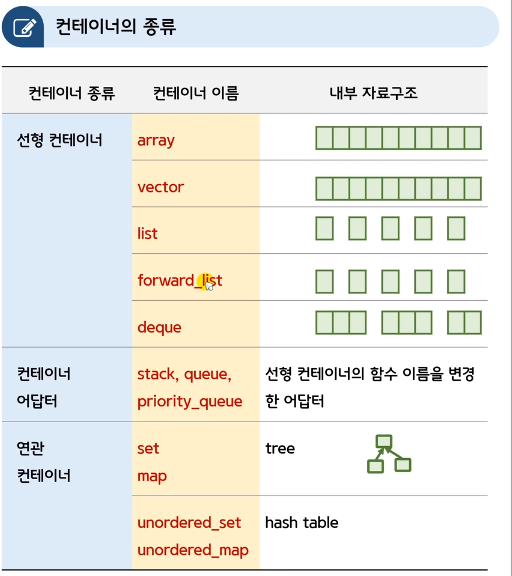 컨테이너의 종류
컨테이너 종류 컨테이너 이름 내부 자료구조
선형 컨테이너 array
vector
list
forward_list
deque
컨테이너 stack, queue, 선형 컨테이너의 함수 이름을 변경
어답터 priority_queue 한 어답터
연관 set tree
컨테이너 map
unordered_set hash table
unordered_map